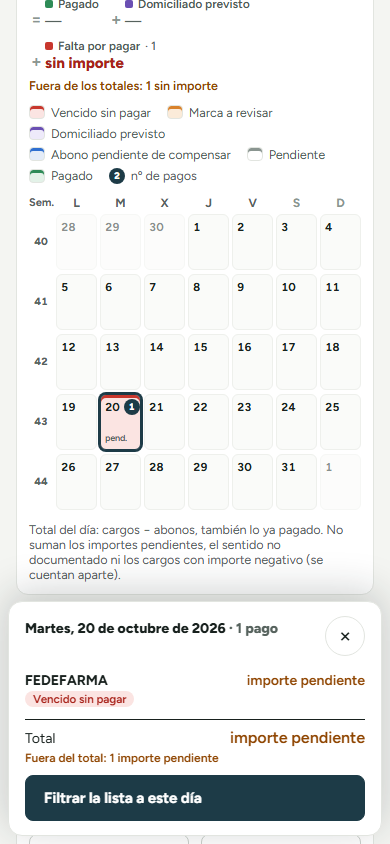 Pagado Domiciliado previsto
= — + —
Falta por pagar · 1
+ sin importe
Fuera de los totales: 1 sin importe
Vencido sin pagar Marca a revisar
Domiciliado previsto
Abono pendiente de compensar Pendiente
Pagado 2 nº de pagos
Sem. L M X J V S D
40 28 29 30 1 2 3 4
41 5 6 7 8 9 10 11
42 12 13 14 15 16 17 18
43 19 20 1 21 22 23 24 25
pend.
44 26 27 28 29 30 31 1
Total del día: cargos − abonos, también lo ya pagado. No
suman los importes pendientes, el sentido no
documentado ni los cargos con importe negativo (se
cuentan aparte).
Martes, 20 de octubre de 2026 · 1 pago
×
FEDEFARMA importe pendiente
Vencido sin pagar
Total importe pendiente
Fuera del total: 1 importe pendiente
Filtrar la lista a este día